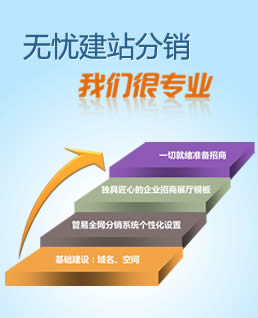 无忧建站分销
我们很专业
一切就绪准备招商
独具匠心的企业招商展厅模板
管易全网分销系统个性化设置
基础建设：域名、空间